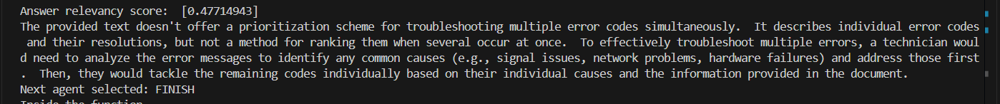 Answer relevancy score:  [0.47714943]
The provided text doesn't offer a prioritization scheme for troubleshooting multiple error codes simultaneously.  It describes individual error codes
 and their resolutions, but not a method for ranking them when several occur at once.  To effectively troubleshoot multiple errors, a technician woul
d need to analyze the error messages to identify any common causes (e.g., signal issues, network problems, hardware failures) and address those first
.  Then, they would tackle the remaining codes individually based on their individual causes and the information provided in the document.
Next agent selected: FINISH
Inside the function